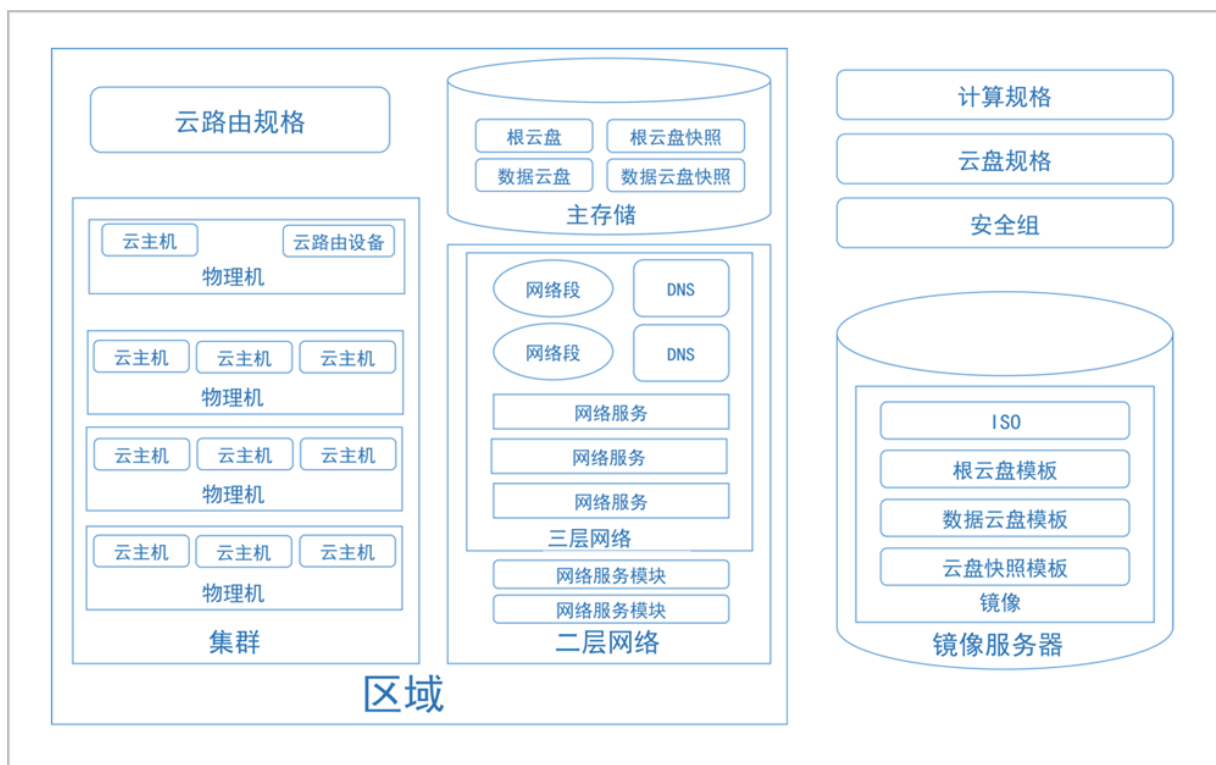 云路由规格
云主机
云路由设备
物理机
云主机
云主机
云主机
物理机
云主机
云主机
云主机
物理机
云主机
云主机
云主机
物理机
集群
根云盘
根云盘快照
数据云盘
数据云盘快照
主存储
网络段
DNS
网络段
DNS
网络服务
网络服务
网络服务
三层网络
网络服务模块
网络服务模块
二层网络
区域
计算规格
云盘规格
安全组
ISO
根云盘模板
数据云盘模板
云盘快照模板
镜像
镜像服务器